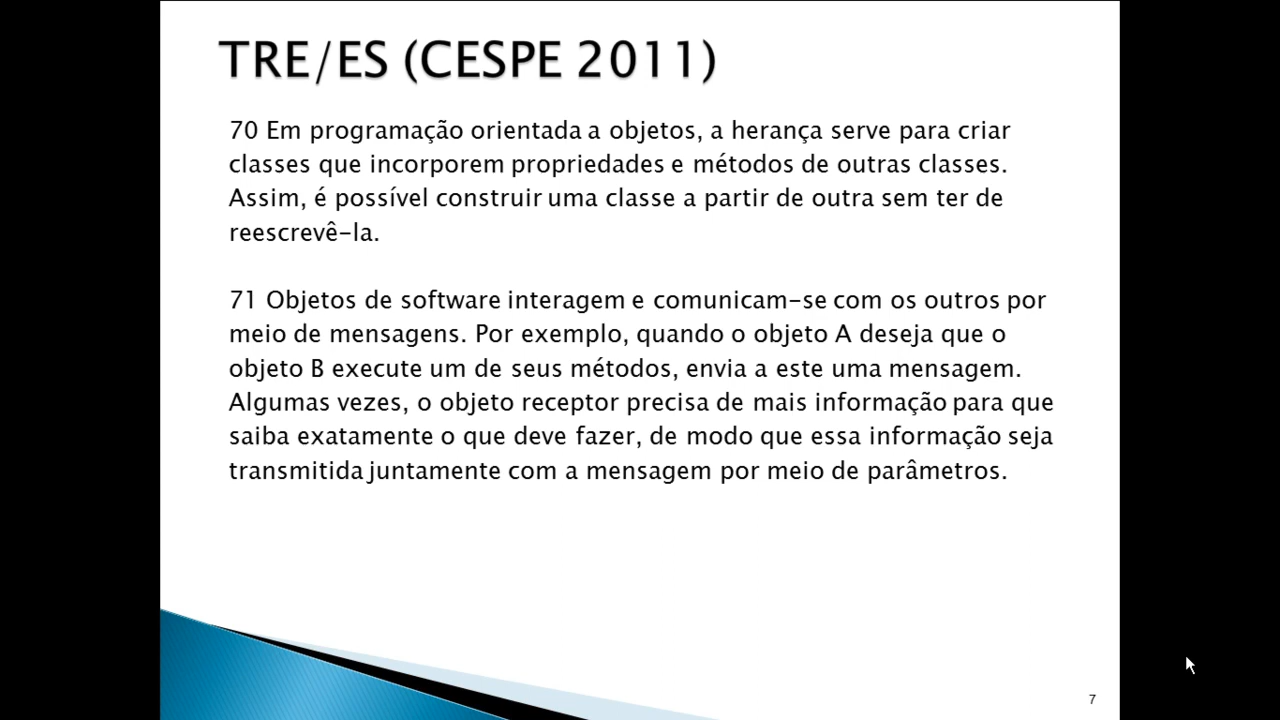 TRE/ES (CESPE 2011)
70 Em programação orientada a objetos, a herança serve para criar
classes que incorporem propriedades e métodos de outras classes.
Assim, é possível construir uma classe a partir de outra sem ter de
reescrevê-la.
71 Objetos de software interagem e comunicam-se com os outros por
meio de mensagens. Por exemplo, quando o objeto A deseja que o
objeto B execute um de seus métodos, envia a este uma mensagem.
Algumas vezes, o objeto receptor precisa de mais informação para que
saiba exatamente o que deve fazer, de modo que essa informação seja
transmitida juntamente com a mensagem por meio de parâmetros.
7